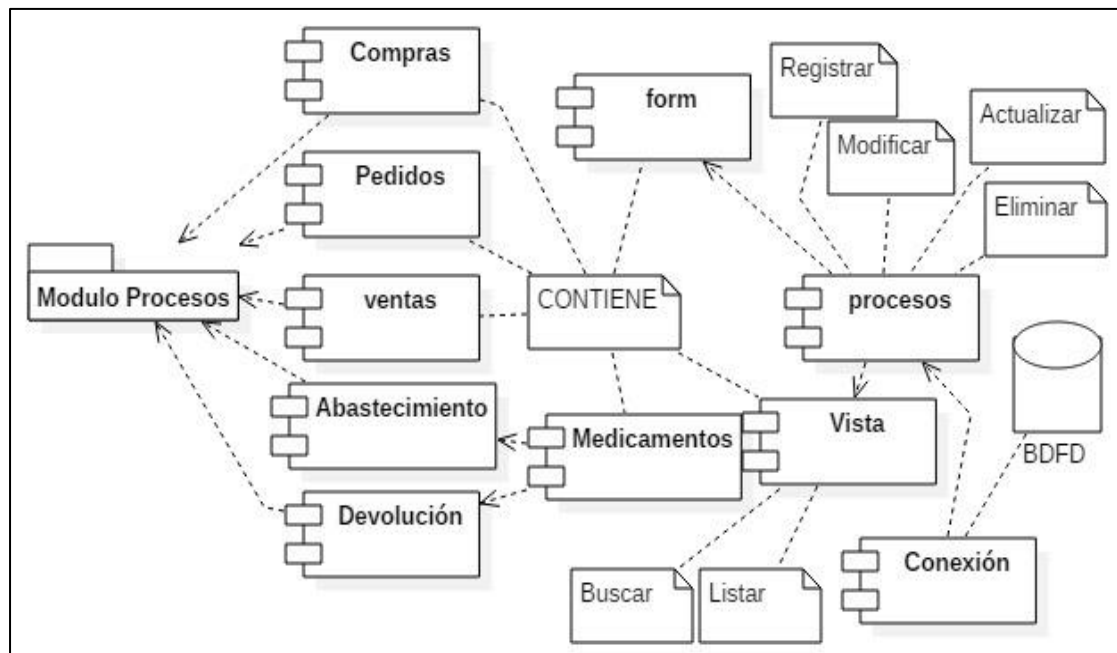 Compras
form
Registrar
Modificar
Actualizar
Pedidos
Eliminar
Modulo Procesos
ventas
CONTIENE
procesos
Abastecimiento
Medicamentos
Vista
BDFD
Devolución
Buscar
Listar
Conexión